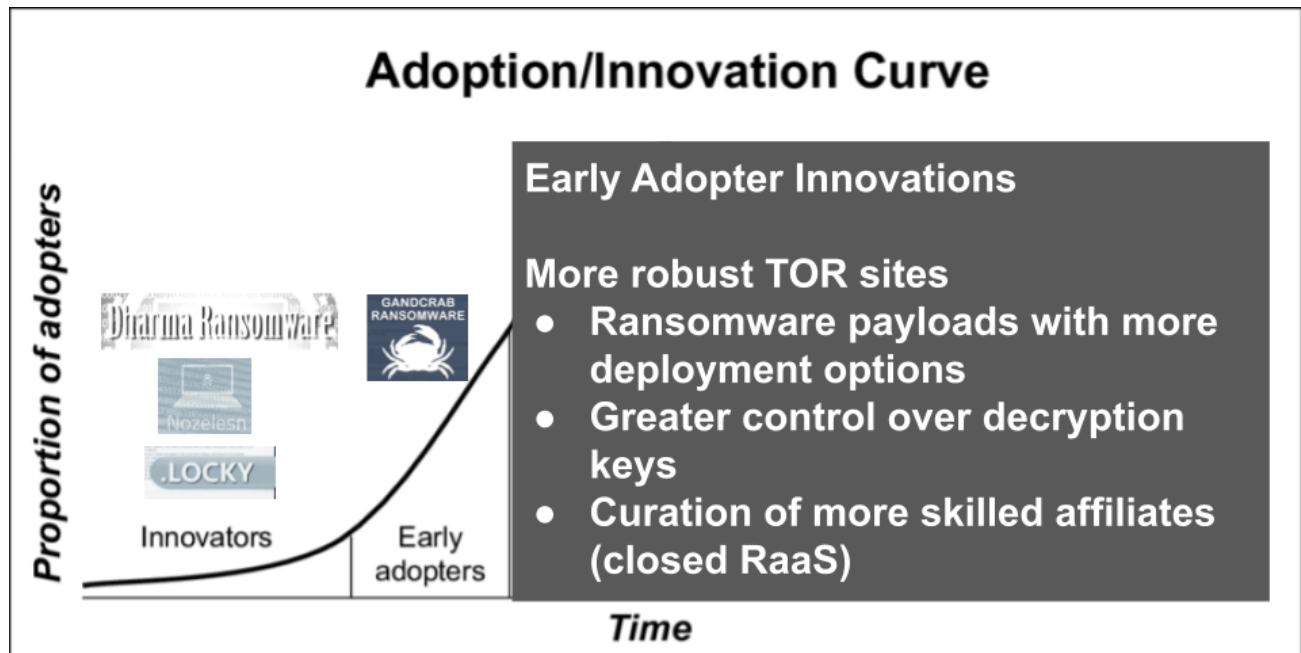 Adoption/Innovation Curve
Proportion of adopters
Dharma Ransomware
Nozelesn
.LOCKY
Innovators
GANDCRAB
RANSOMWARE
Early
adopters
Early Adopter Innovations
More robust TOR sites
● Ransomware payloads with more
deployment options
● Greater control over decryption
keys
● Curation of more skilled affiliates
(closed RaaS)
Time